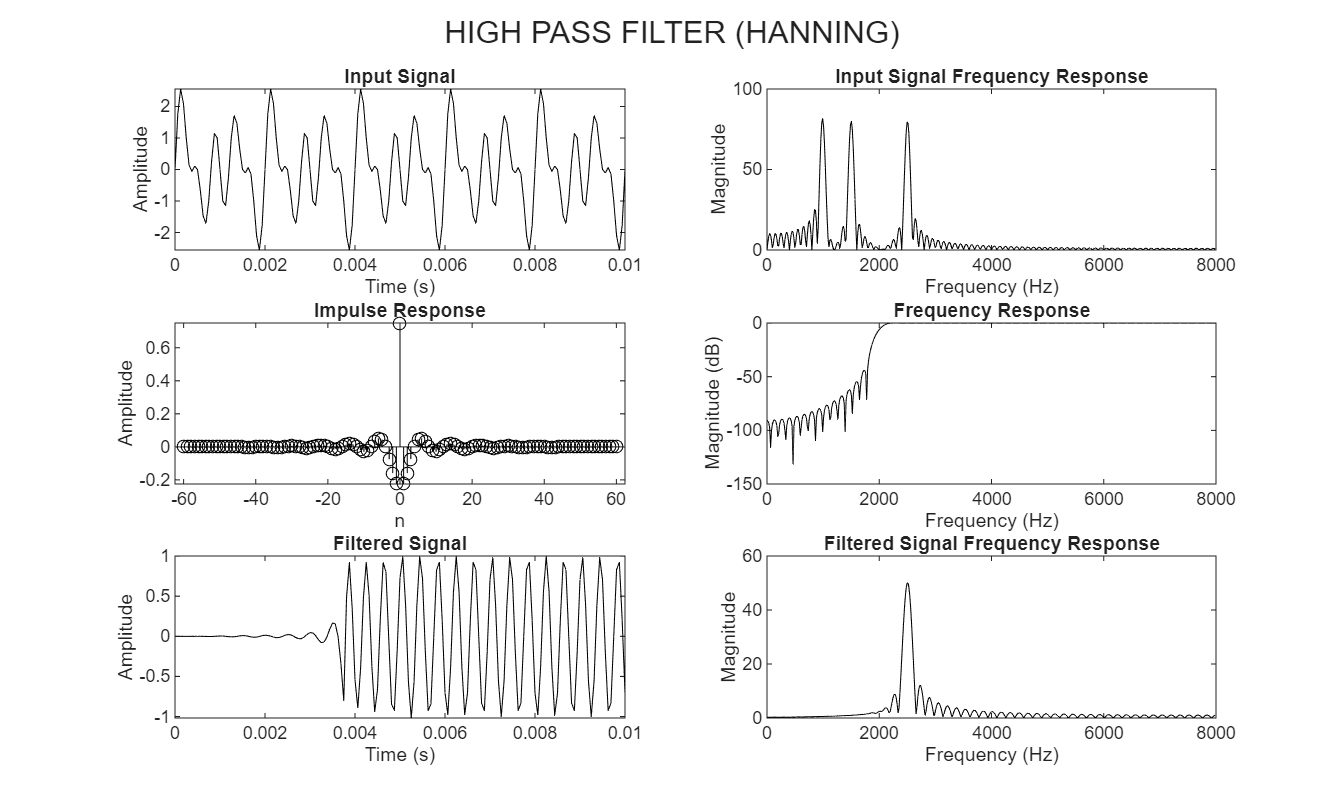 HIGH PASS FILTER (HANNING)
Input Signal
Amplitude
2
1
0
-1
-2
0 0.002 0.004 0.006 0.008 0.01
Time (s)
Input Signal Frequency Response
Magnitude
100
50
0
0 2000 4000 6000 8000
Frequency (Hz)
Impulse Response
Amplitude
0.6
0.4
0.2
0
-0.2
-60 -40 -20 0 20 40 60
n
Frequency Response
Magnitude (dB)
0
-50
-100
-150
0 2000 4000 6000 8000
Frequency (Hz)
Filtered Signal
Amplitude
1
0.5
0
-0.5
-1
0 0.002 0.004 0.006 0.008 0.01
Time (s)
Filtered Signal Frequency Response
Magnitude
60
40
20
0
0 2000 4000 6000 8000
Frequency (Hz)